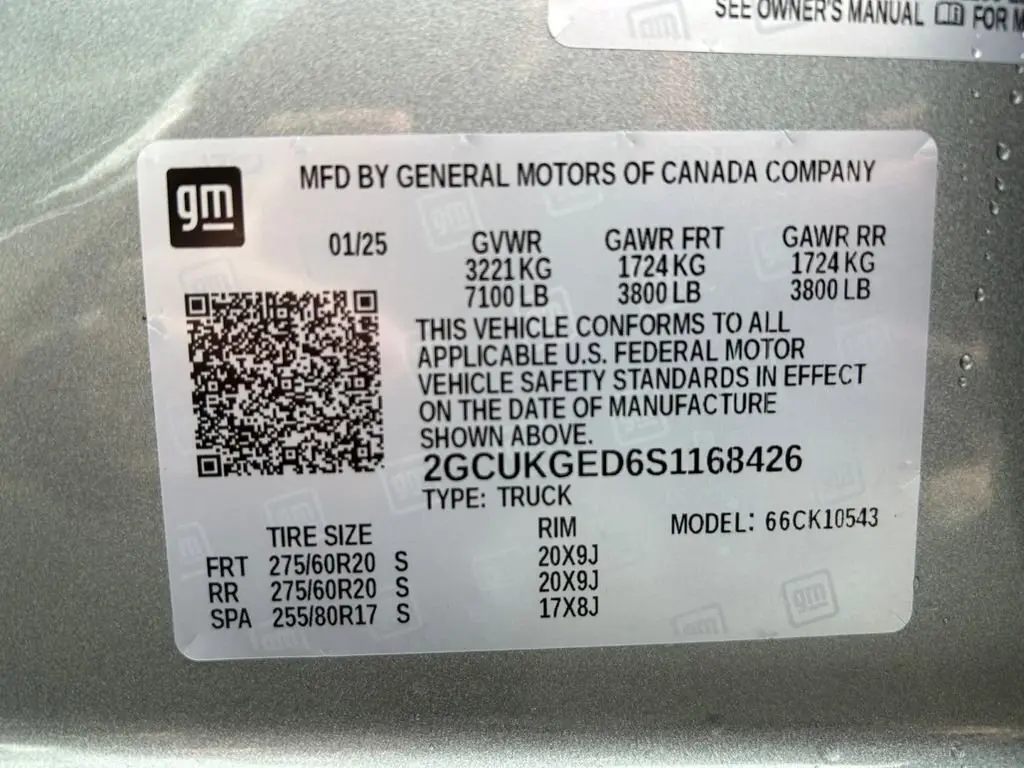 SEE OWNER'S MANUAL FOR
gm
MFD BY GENERAL MOTORS OF CANADA COMPANY
01/25 GVWR GAWR FRT GAWR RR
3221 KG 1724 KG 1724 KG
7100 LB 3800 LB 3800 LB
THIS VEHICLE CONFORMS TO ALL
APPLICABLE U.S. FEDERAL MOTOR
VEHICLE SAFETY STANDARDS IN EFFECT
ON THE DATE OF MANUFACTURE
SHOWN ABOVE.
2GCUKGED6S1168426
TYPE: TRUCK
TIRE SIZE RIM MODEL: 66CK10543
FRT 275/60R20 S 20X9J
RR 275/60R20 S 20X9J
SPA 255/80R17 S 17X8J